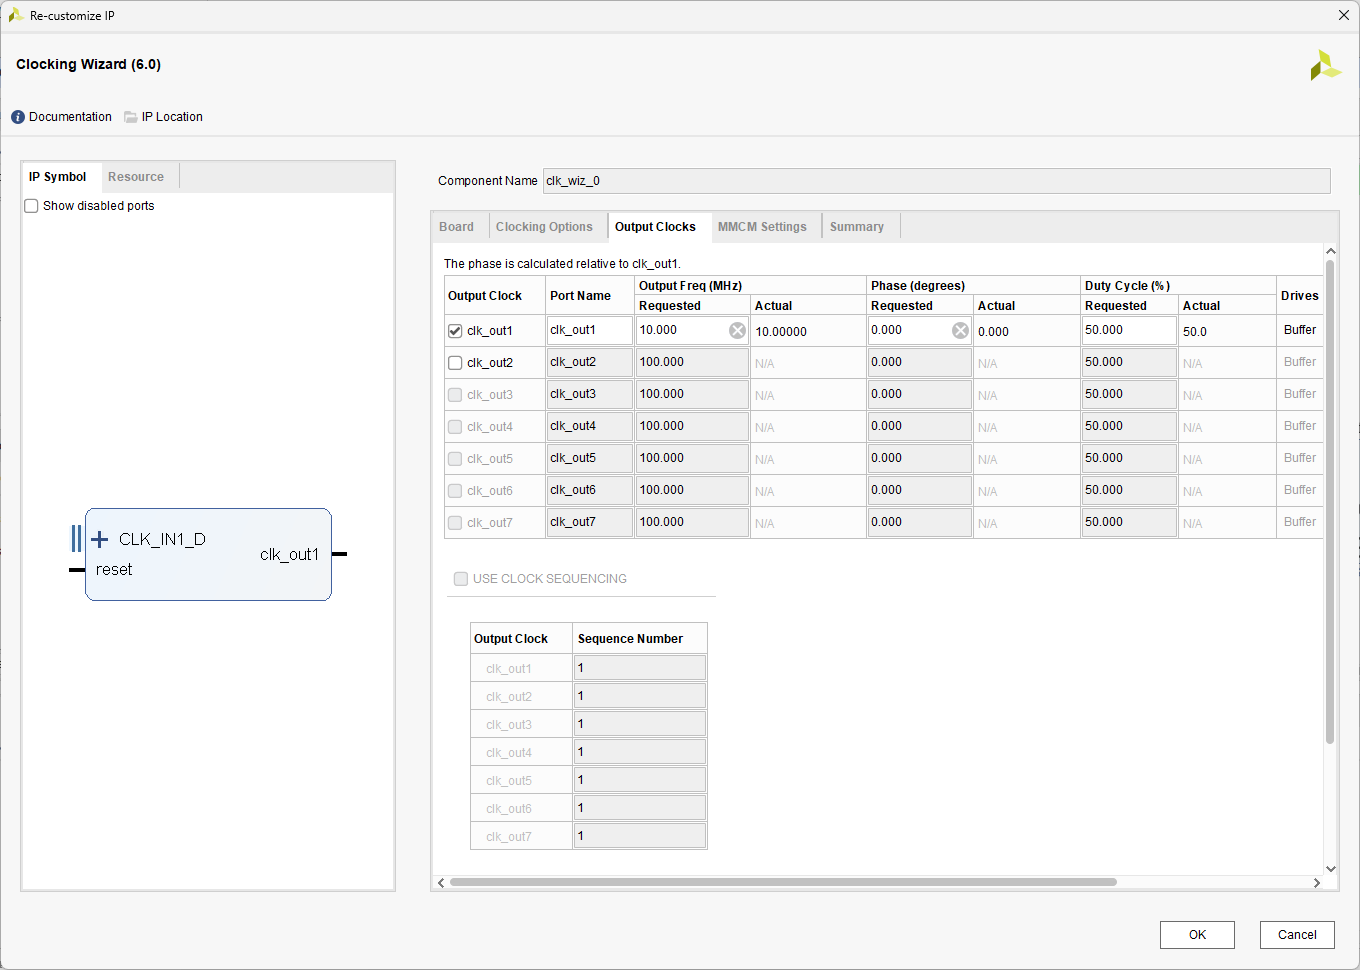 Re-customize IP
Clocking Wizard (6.0)
Documentation IP Location
IP Symbol Resource
Show disabled ports
CLK_IN1_D
reset
clk_out1
Component Name clk_wiz_0
Board Clocking Options Output Clocks MMCM Settings Summary
The phase is calculated relative to clk_out1.
Output Clock Port Name Output Freq (MHz) Phase (degrees) Duty Cycle (%) Drives
Requested Actual Requested Actual Requested Actual
clk_out1 clk_out1 10.000 10.00000 0.000 0.000 50.000 50.0 Buffer
clk_out2 clk_out2 100.000 N/A 0.000 N/A 50.000 N/A Buffer
clk_out3 clk_out3 100.000 N/A 0.000 N/A 50.000 N/A Buffer
clk_out4 clk_out4 100.000 N/A 0.000 N/A 50.000 N/A Buffer
clk_out5 clk_out5 100.000 N/A 0.000 N/A 50.000 N/A Buffer
clk_out6 clk_out6 100.000 N/A 0.000 N/A 50.000 N/A Buffer
clk_out7 clk_out7 100.000 N/A 0.000 N/A 50.000 N/A Buffer
USE CLOCK SEQUENCING
Output Clock Sequence Number
clk_out1 1
clk_out2 1
clk_out3 1
clk_out4 1
clk_out5 1
clk_out6 1
clk_out7 1
OK Cancel